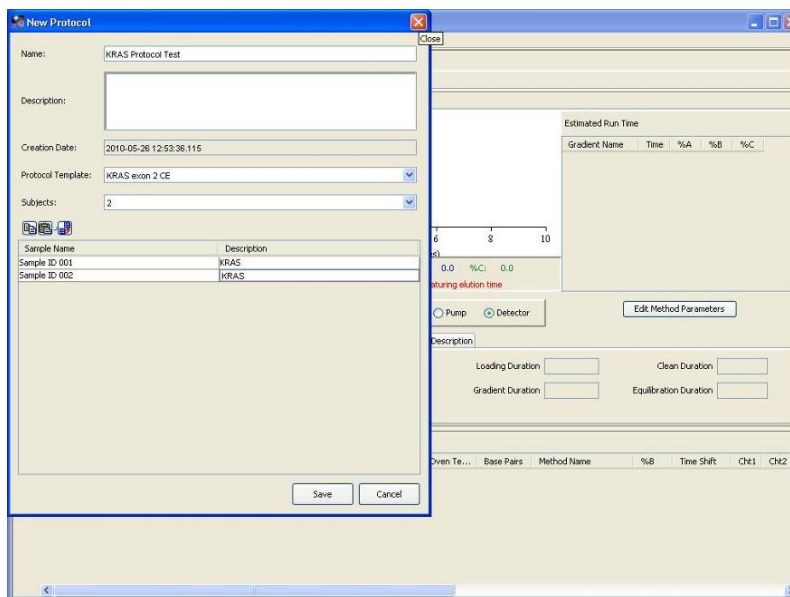 New Protocol
Close
Name: KRAS Protocol Test
Description:
Creation Date: 2010-05-26 12:53:36.115
Protocol Template: KRAS exon 2 CE
Subjects: 2
Sample Name Description
Sample ID 001 KRAS
Sample ID 002 KRAS
Save Cancel
Estimated Run Time
Gradient Name Time %A %B %C
6 8 10
s)
0.0 %C: 0.0
aturing elution time
Pump Detector
Edit Method Parameters
Description
Loading Duration Clean Duration
Gradient Duration Equilibration Duration
Oven Te... Base Pairs Method Name %B Time Shift Cht1 Cht2